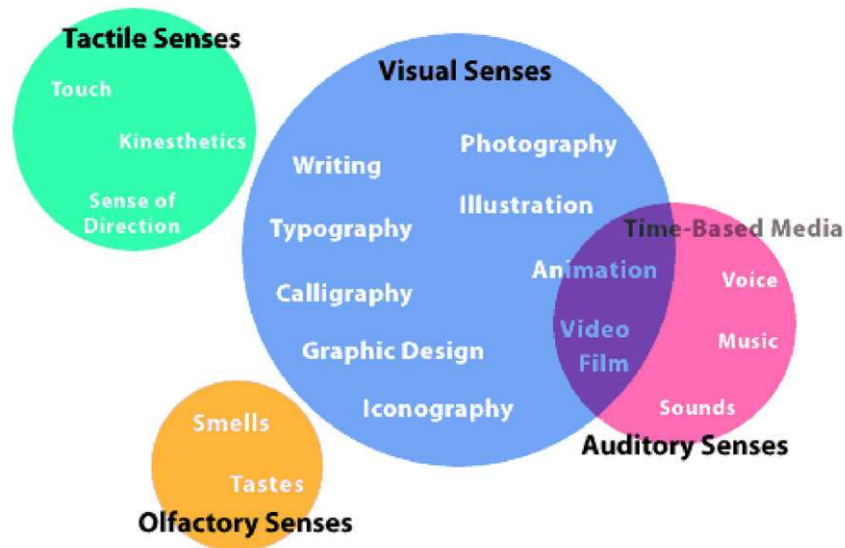 Tactile Senses
Touch
Kinesthetics
Sense of
Direction
Visual Senses
Photography
Writing
Illustration
Typography
Animation
Calligraphy
Video
Graphic Design
Film
Iconography
Time-Based Media
Voice
Music
Sounds
Auditory Senses
Smells
Tastes
Olfactory Senses